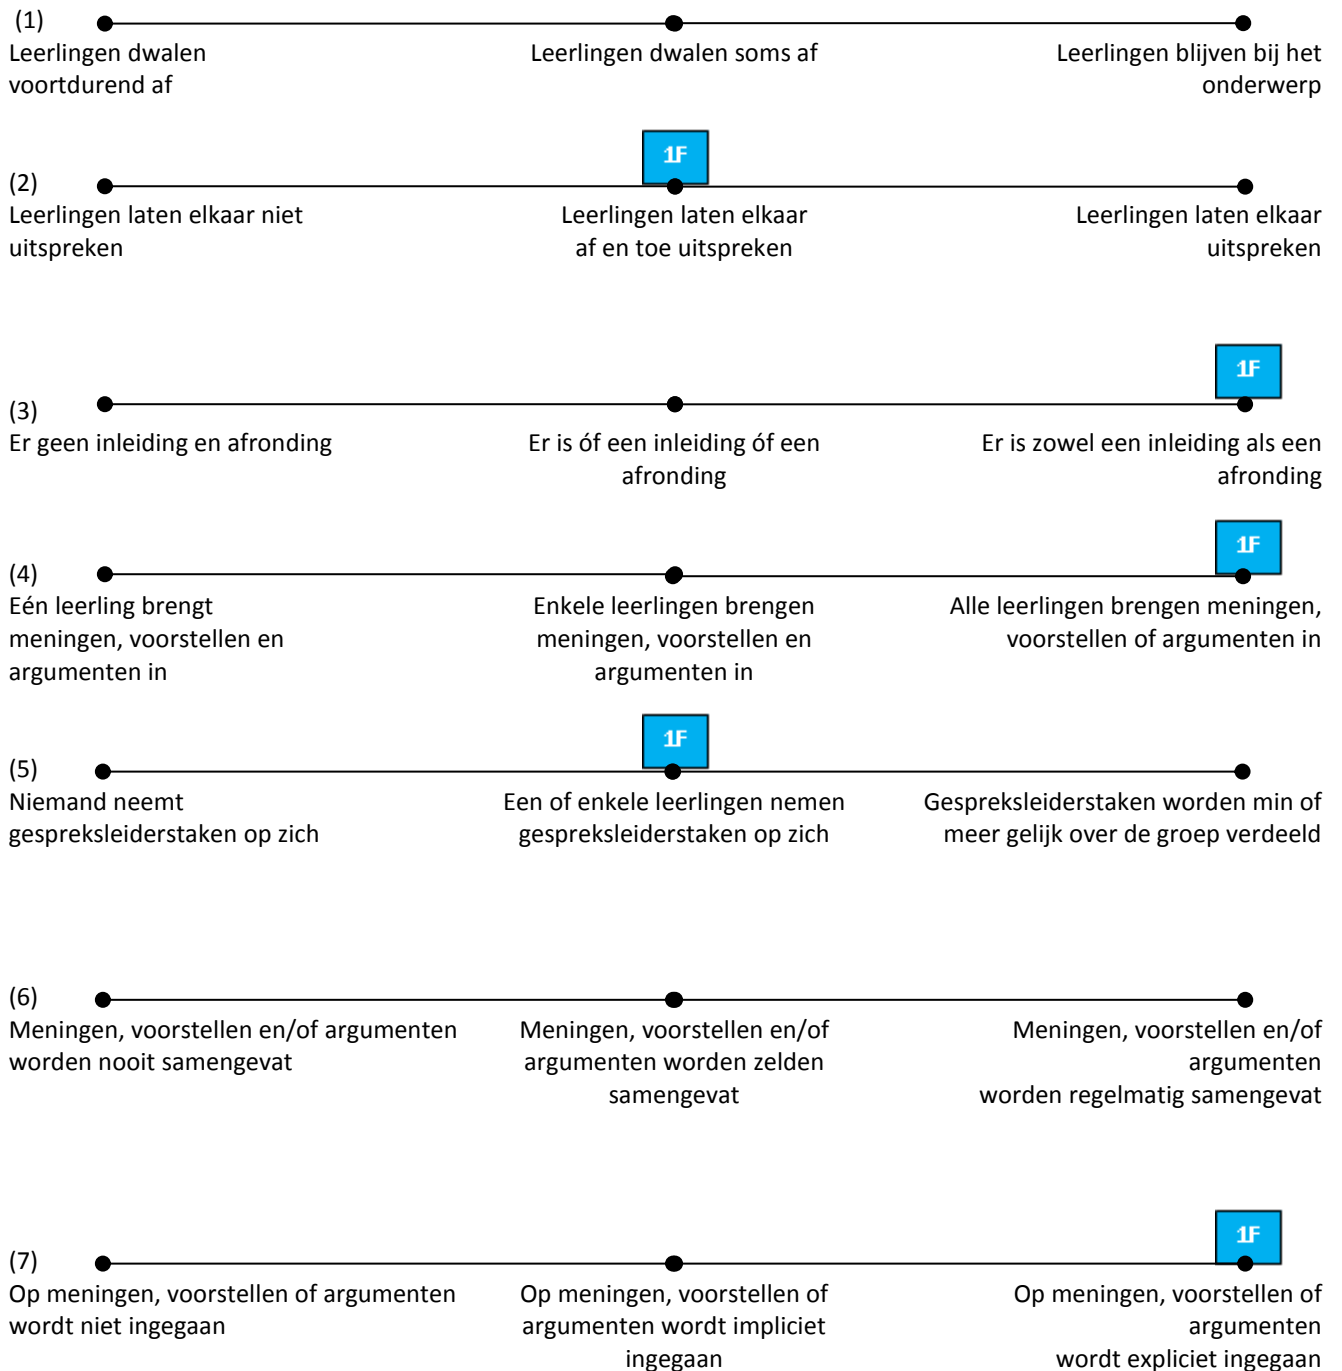 (1)
Leerlingen dwalen
voortdurend af
Leerlingen dwalen soms af
Leerlingen blijven bij het
onderwerp
1F
(2)
Leerlingen laten elkaar niet
uitspreken
Leerlingen laten elkaar
af en toe uitspreken
Leerlingen laten elkaar
uitspreken
1F
(3)
Er geen inleiding en afronding
Er is óf een inleiding óf een
afronding
Er is zowel een inleiding als een
afronding
1F
(4)
Eén leerling brengt
meningen, voorstellen en
argumenten in
Enkele leerlingen brengen
meningen, voorstellen en
argumenten in
Alle leerlingen brengen meningen,
voorstellen of argumenten in
1F
(5)
Niemand neemt
gespreksleiderstaken op zich
Een of enkele leerlingen nemen
gespreksleiderstaken op zich
Gespreksleiderstaken worden min of
meer gelijk over de groep verdeeld
(6)
Meningen, voorstellen en/of argumenten
worden nooit samengevat
Meningen, voorstellen en/of
argumenten worden zelden
samengevat
Meningen, voorstellen en/of
argumenten
worden regelmatig samengevat
1F
(7)
Op meningen, voorstellen of argumenten
wordt niet ingegaan
Op meningen, voorstellen of
argumenten wordt impliciet
ingegaan
Op meningen, voorstellen of
argumenten
wordt expliciet ingegaan